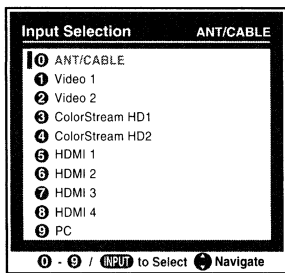 Input Selection ANT/CABLE
0 ANT/CABLE
1 Video 1
2 Video 2
3 ColorStream HD1
4 ColorStream HD2
5 HDMI 1
6 HDMI 2
7 HDMI 3
8 HDMI 4
9 PC
0 - 9 / INPUT to Select Navigate